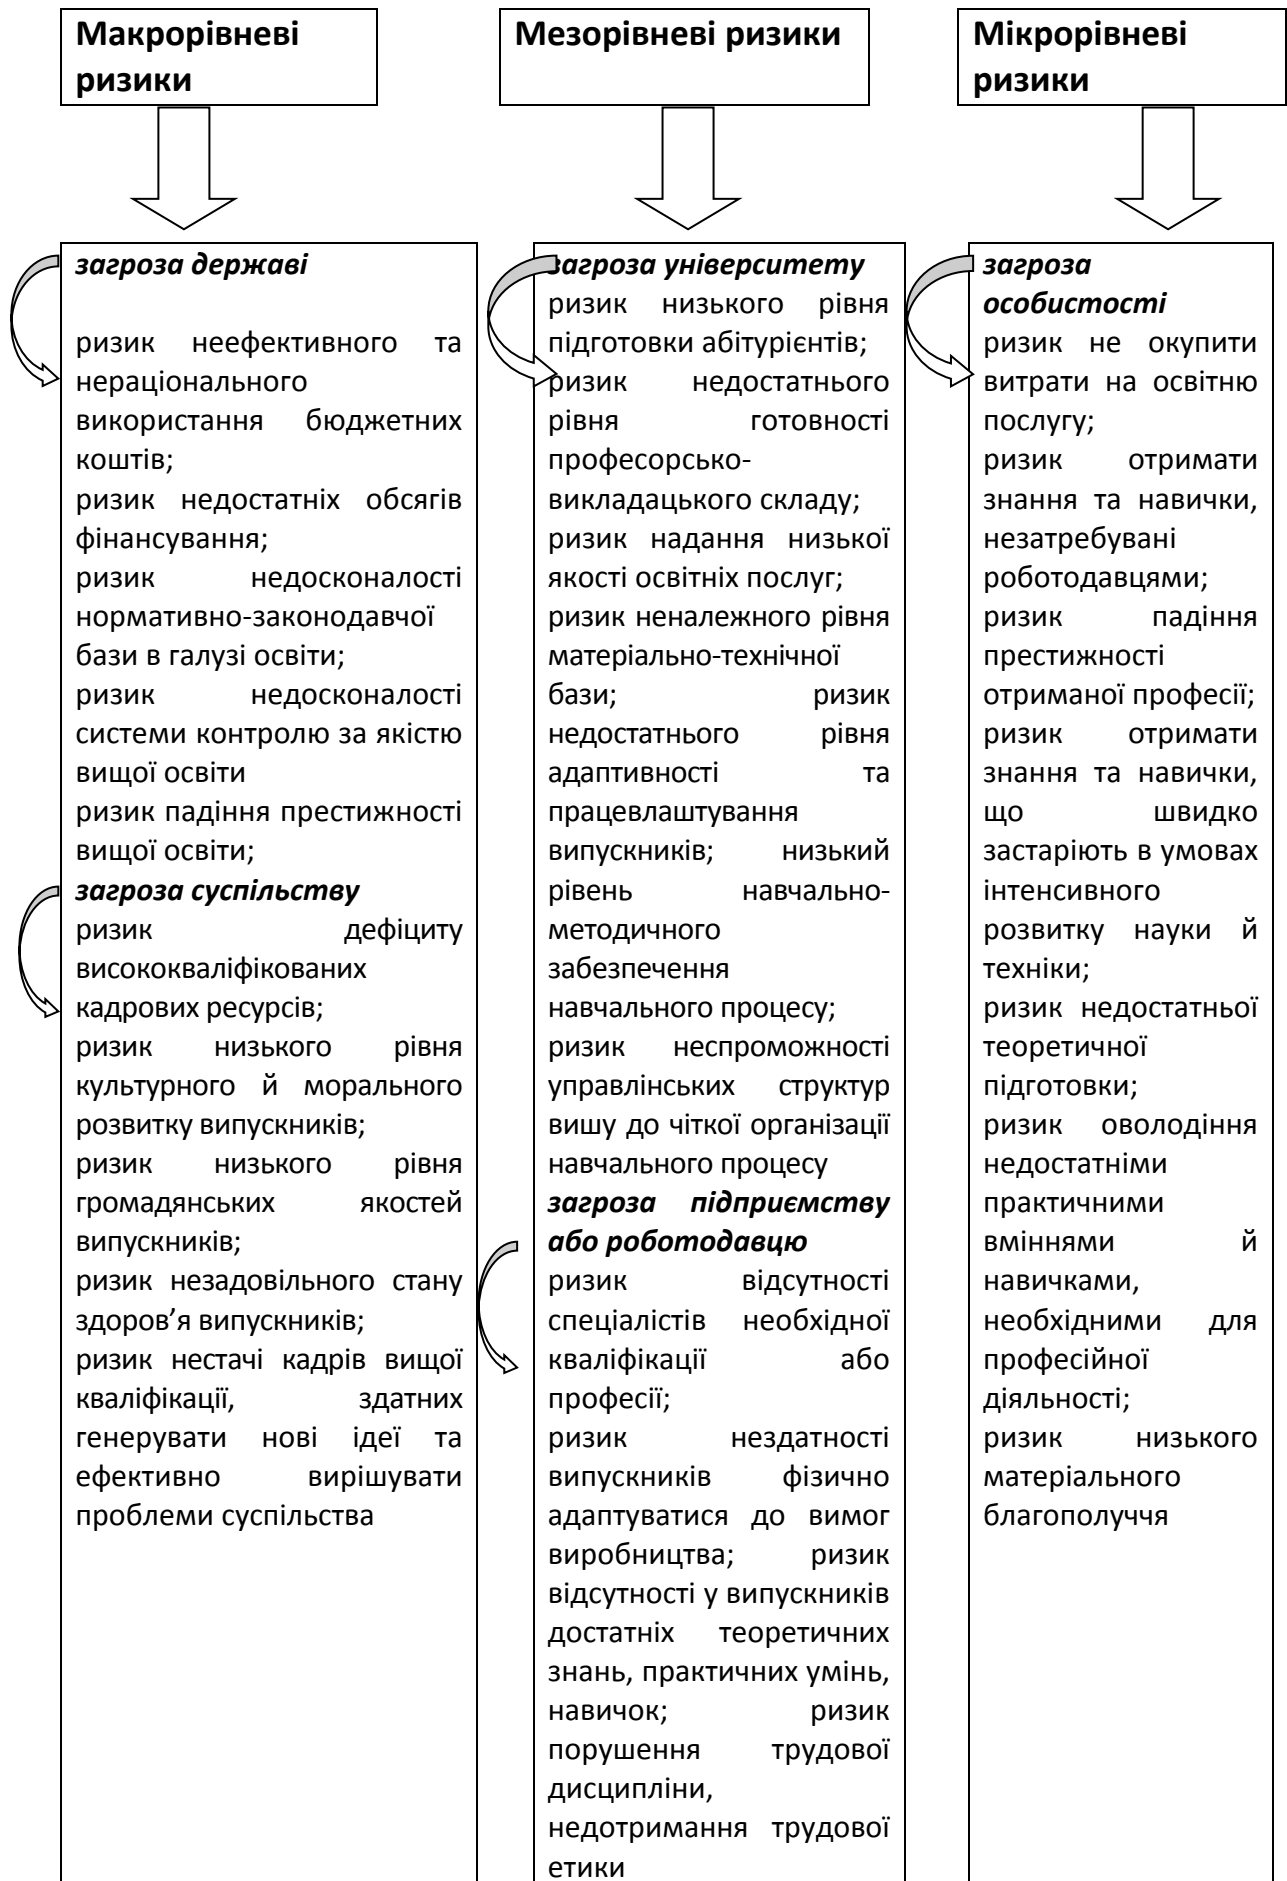 Макрорівневі
ризики
Мезорівневі ризики
Мікрорівневі
ризики
загроза державі
ризик неефективного та
нераціонального
використання бюджетних
коштів;
ризик недостатніх обсягів
фінансування;
ризик недосконалості
нормативно-законодавчої
бази в галузі освіти;
ризик недосконалості
системи контролю за якістю
вищої освіти
ризик падіння престижності
вищої освіти;
загроза суспільству
ризик дефіциту
висококваліфікованих
кадрових ресурсів;
ризик низького рівня
культурного й морального
розвитку випускників;
ризик низького рівня
громадянських якостей
випускників;
ризик незадовільного стану
здоров’я випускників;
ризик нестачі кадрів вищої
кваліфікації, здатних
генерувати нові ідеї та
ефективно вирішувати
проблеми суспільства
загроза університету
ризик низького рівня
підготовки абітурієнтів;
ризик недостатнього
рівня готовності
професорсько-
викладацького складу;
ризик надання низької
якості освітніх послуг;
ризик неналежного рівня
матеріально-технічної
бази; ризик
недостатнього рівня
адаптивності та
працевлаштування
випускників; низький
рівень навчально-
методичного
забезпечення
навчального процесу;
ризик неспроможності
управлінських структур
вишу до чіткої організації
навчального процесу
загроза підприємству
або роботодавцю
ризик відсутності
спеціалістів необхідної
кваліфікації або
професії;
ризик нездатності
випускників фізично
адаптуватися до вимог
виробництва; ризик
відсутності у випускників
достатніх теоретичних
знань, практичних умінь,
навичок; ризик
порушення трудової
дисципліни,
недотримання трудової
етики
загроза
особистості
ризик не окупити
витрати на освітню
послугу;
ризик отримати
знання та навички,
незатребувані
роботодавцями;
ризик падіння
престижності
отриманої професії;
ризик отримати
знання та навички,
що швидко
застаріють в умовах
інтенсивного
розвитку науки й
техніки;
ризик недостатньої
теоретичної
підготовки;
ризик оволодіння
недостатніми
практичними
вміннями й
навичками,
необхідними для
професійної
діяльності;
ризик низького
матеріального
благополуччя